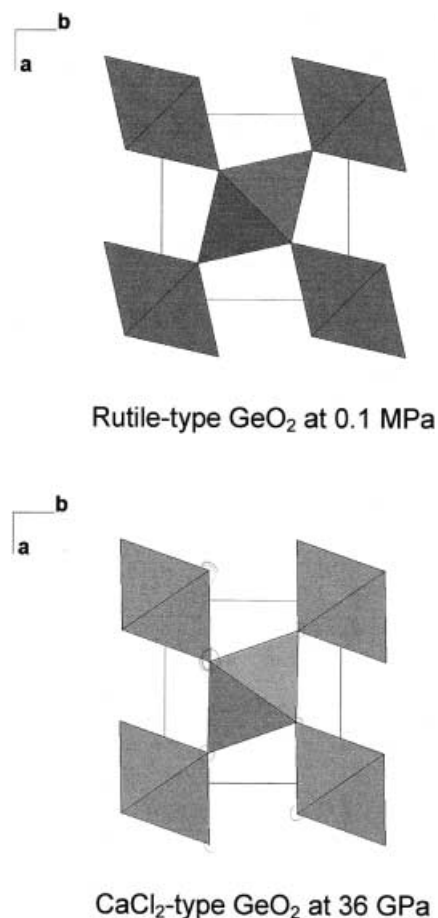 b
a
Rutile-type GeO₂ at 0.1 MPa
b
a
CaCl₂-type GeO₂ at 36 GPa